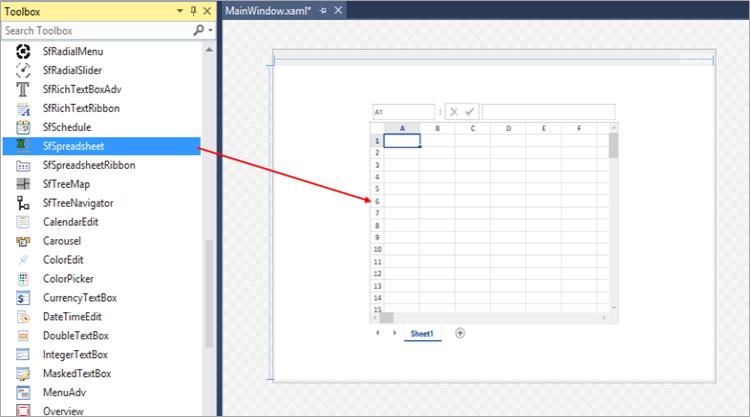 Toolbox
Search Toolbox
SfRadialMenu
SfRadialSlider
SfRichTextBoxAdv
SfRichTextRibbon
SfSchedule
SfSpreadsheet
SfSpreadsheetRibbon
SfTreeMap
SfTreeNavigator
CalendarEdit
Carousel
ColorEdit
ColorPicker
CurrencyTextBox
DateTimeEdit
DoubleTextBox
IntegerTextBox
MaskedTextBox
MenuAdv
Overview
MainWindow.xaml*
A1
A B C D E F
1
2
3
4
5
6
7
8
9
10
11
12
13
14
15
Sheet1